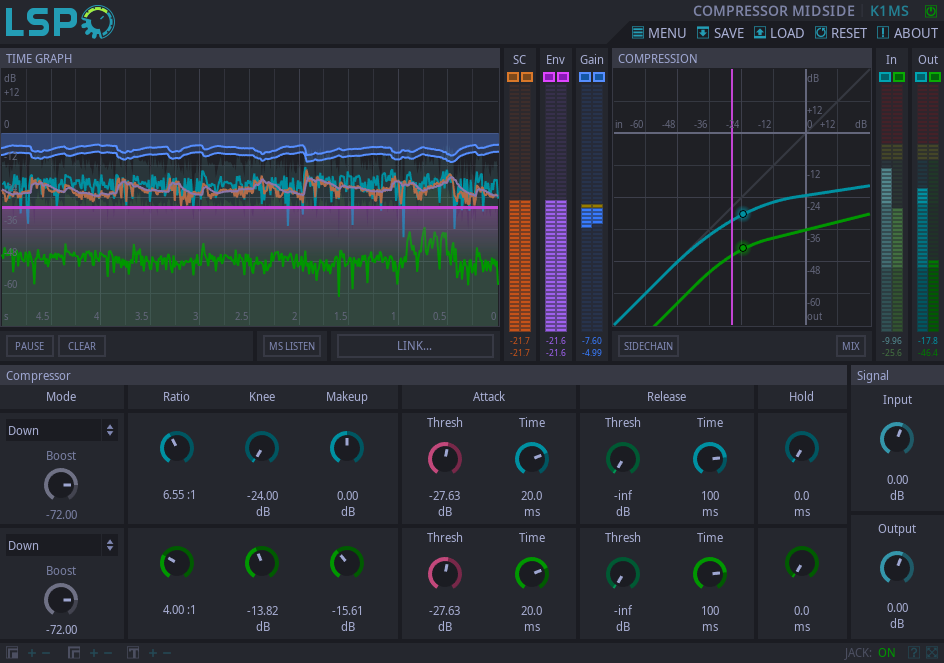 LSP
COMPRESSOR MIDSIDE K1MS
MENU SAVE LOAD RESET ABOUT
TIME GRAPH
dB
+12
0
-12
-36
-60
s 4.5 4 3.5 3 2.5 2 1.5 1 0.5 0
PAUSE CLEAR MS LISTEN LINK...
SC Env Gain
-21.7 -21.6 -7.60
-21.7 -21.6 -4.99
COMPRESSION
dB
+12
in -60 -48 -36 -24 -12 0 +12 dB
-12
-24
-36
-48
-60
out
SIDECHAIN MIX
In Out
-9.96 -17.8
-25.6 -46.4
Compressor
Mode Ratio Knee Makeup Attack Release Hold
Thresh Time Thresh Time
Down
Boost
-72.00
6.55 :1 -24.00 0.00 -27.63 20.0 -inf 100 0.0
dB dB dB ms dB ms ms
Thresh Time Thresh Time
Down
Boost
-72.00
4.00 :1 -13.82 -15.61 -27.63 20.0 -inf 100 0.0
dB dB dB ms dB ms ms
Signal
Input
0.00
dB
Output
0.00
dB
JACK: ON ?